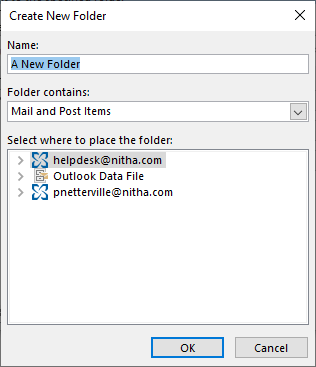 Create New Folder
Name:
A New Folder
Folder contains:
Mail and Post Items
Select where to place the folder:
helpdesk@nitha.com
Outlook Data File
pnetterville@nitha.com
OK
Cancel